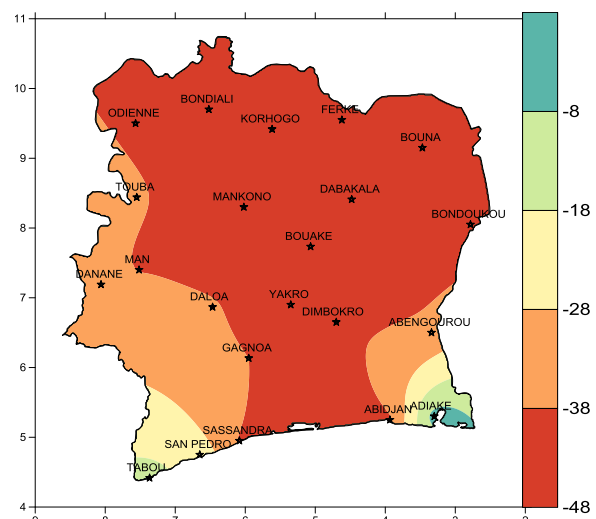 11
10
9
8
7
6
5
4
BONDIALI
ODIENNE
KORHOGO
FERKE
BOUNA
TOUBA
MANKONO
DABAKALA
BONDOUKOU
BOUAKE
MAN
DANANE
DALOA
YAKRO
DIMBOKRO
ABENGOUROU
GAGNOA
ABIDJAN
ADIAKE
SASSANDRA
SAN PEDRO
TABOU
-8
-18
-28
-38
-48